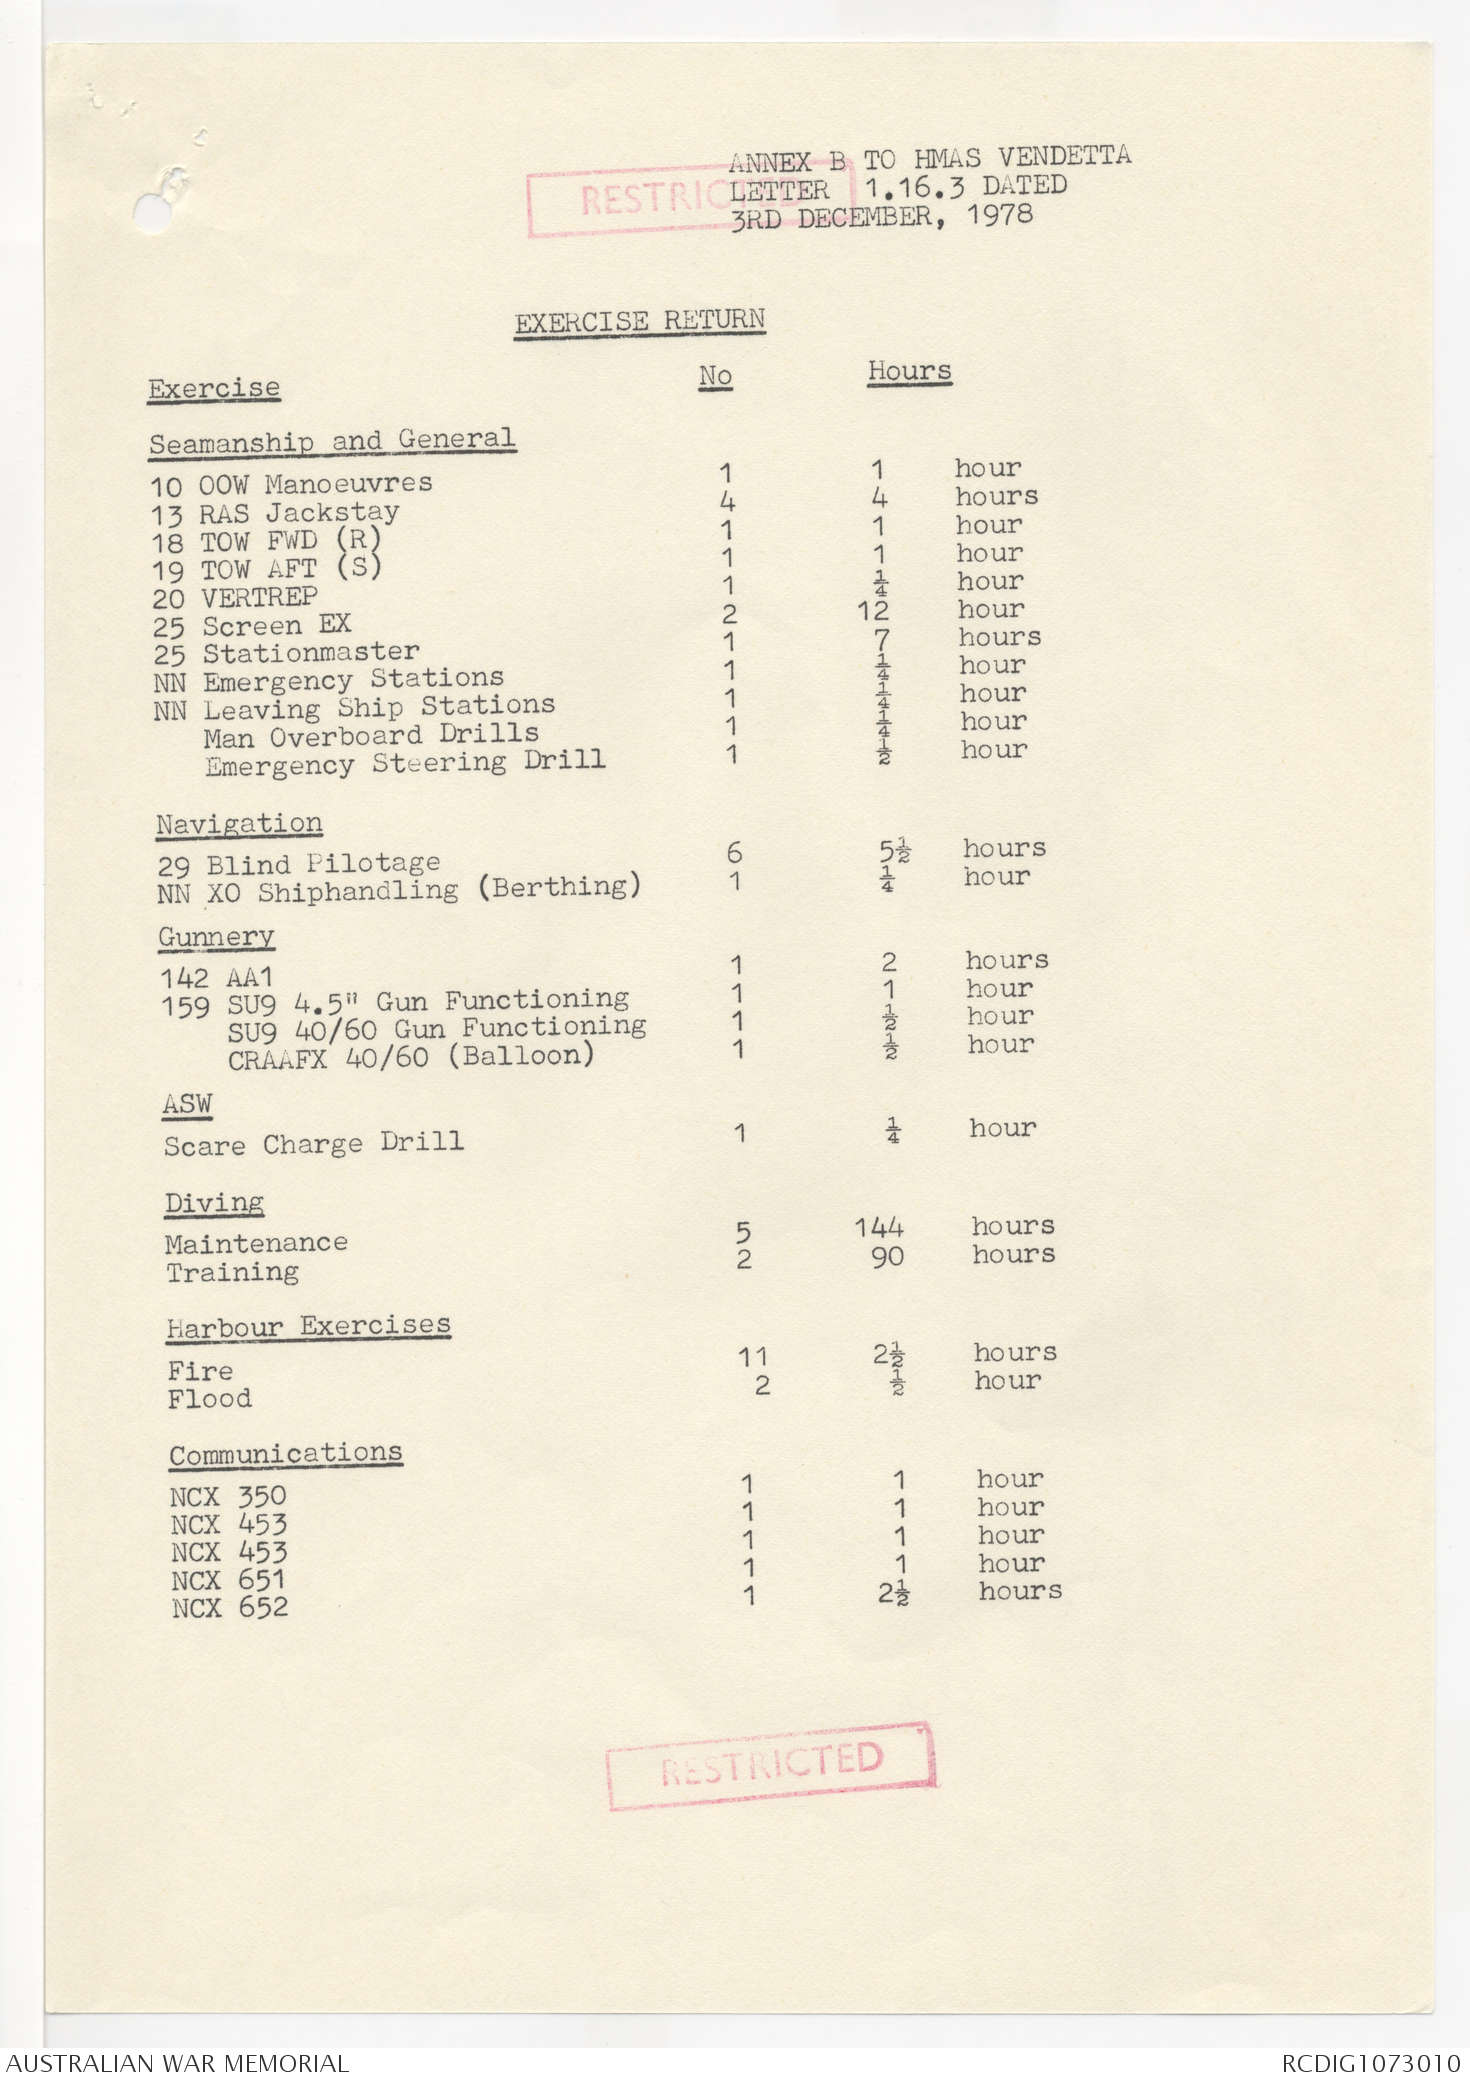 ANNEX B TO HMAS VENDETTA
RESTRICTED
LETTER 1.16.3 DATED
3RD DECEMBER, 1978
EXERCISE RETURN
Exercise No Hours
Seamanship and General
10 OOW Manoeuvres 1 1 hour
13 RAS Jackstay 4 4 hours
18 TOW FWD (R) 1 1 hour
19 TOW AFT (S) 1 1 hour
20 VERTREP 1 ¼ hour
25 Screen EX 2 12 hour
25 Stationmaster 1 7 hours
NN Emergency Stations 1 ¼ hour
NN Leaving Ship Stations 1 ¼ hour
Man Overboard Drills 1 ¼ hour
Emergency Steering Drill 1 ½ hour
Navigation
29 Blind Pilotage 6 5½ hours
NN XO Shiphandling (Berthing) 1 ¼ hour
Gunnery
142 AA1 1 2 hours
159 SU9 4.5" Gun Functioning 1 1 hour
SU9 40/60 Gun Functioning 1 ½ hour
CRAAFX 40/60 (Balloon) 1 ½ hour
ASW
Scare Charge Drill 1 ¼ hour
Diving
Maintenance 5 144 hours
Training 2 90 hours
Harbour Exercises
Fire 11 2½ hours
Flood 2 ½ hour
Communications
NCX 350 1 1 hour
NCX 453 1 1 hour
NCX 453 1 1 hour
NCX 651 1 1 hour
NCX 652 1 2½ hours
RESTRICTED
AUSTRALIAN WAR MEMORIAL RCDIG1073010